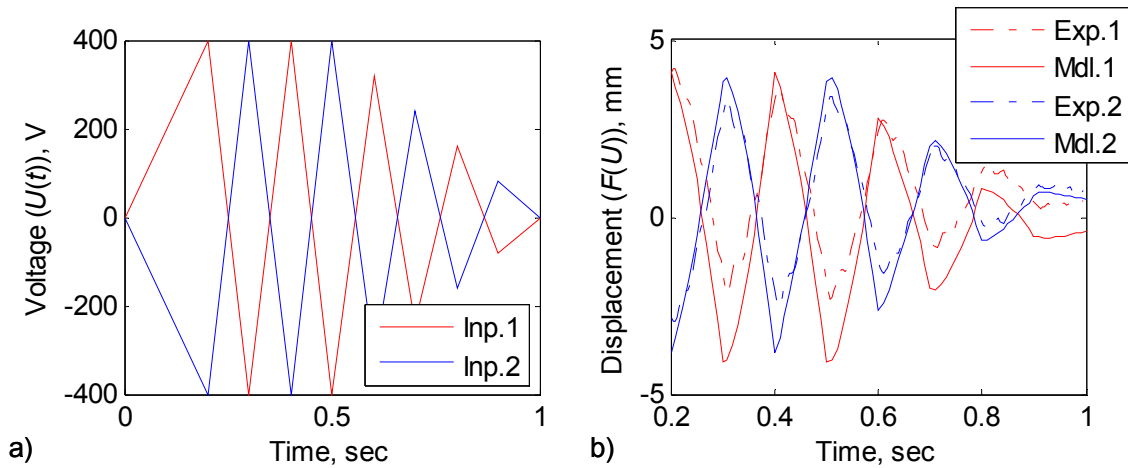 400
200
0
-200
-400
Voltage (U(t)), V
0
0.5
1
Time, sec
Inp.1
Inp.2
a)
5
0
-5
Displacement (F(U)), mm
0.2
0.4
0.6
0.8
1
Time, sec
Exp.1
Mdl.1
Exp.2
Mdl.2
b)